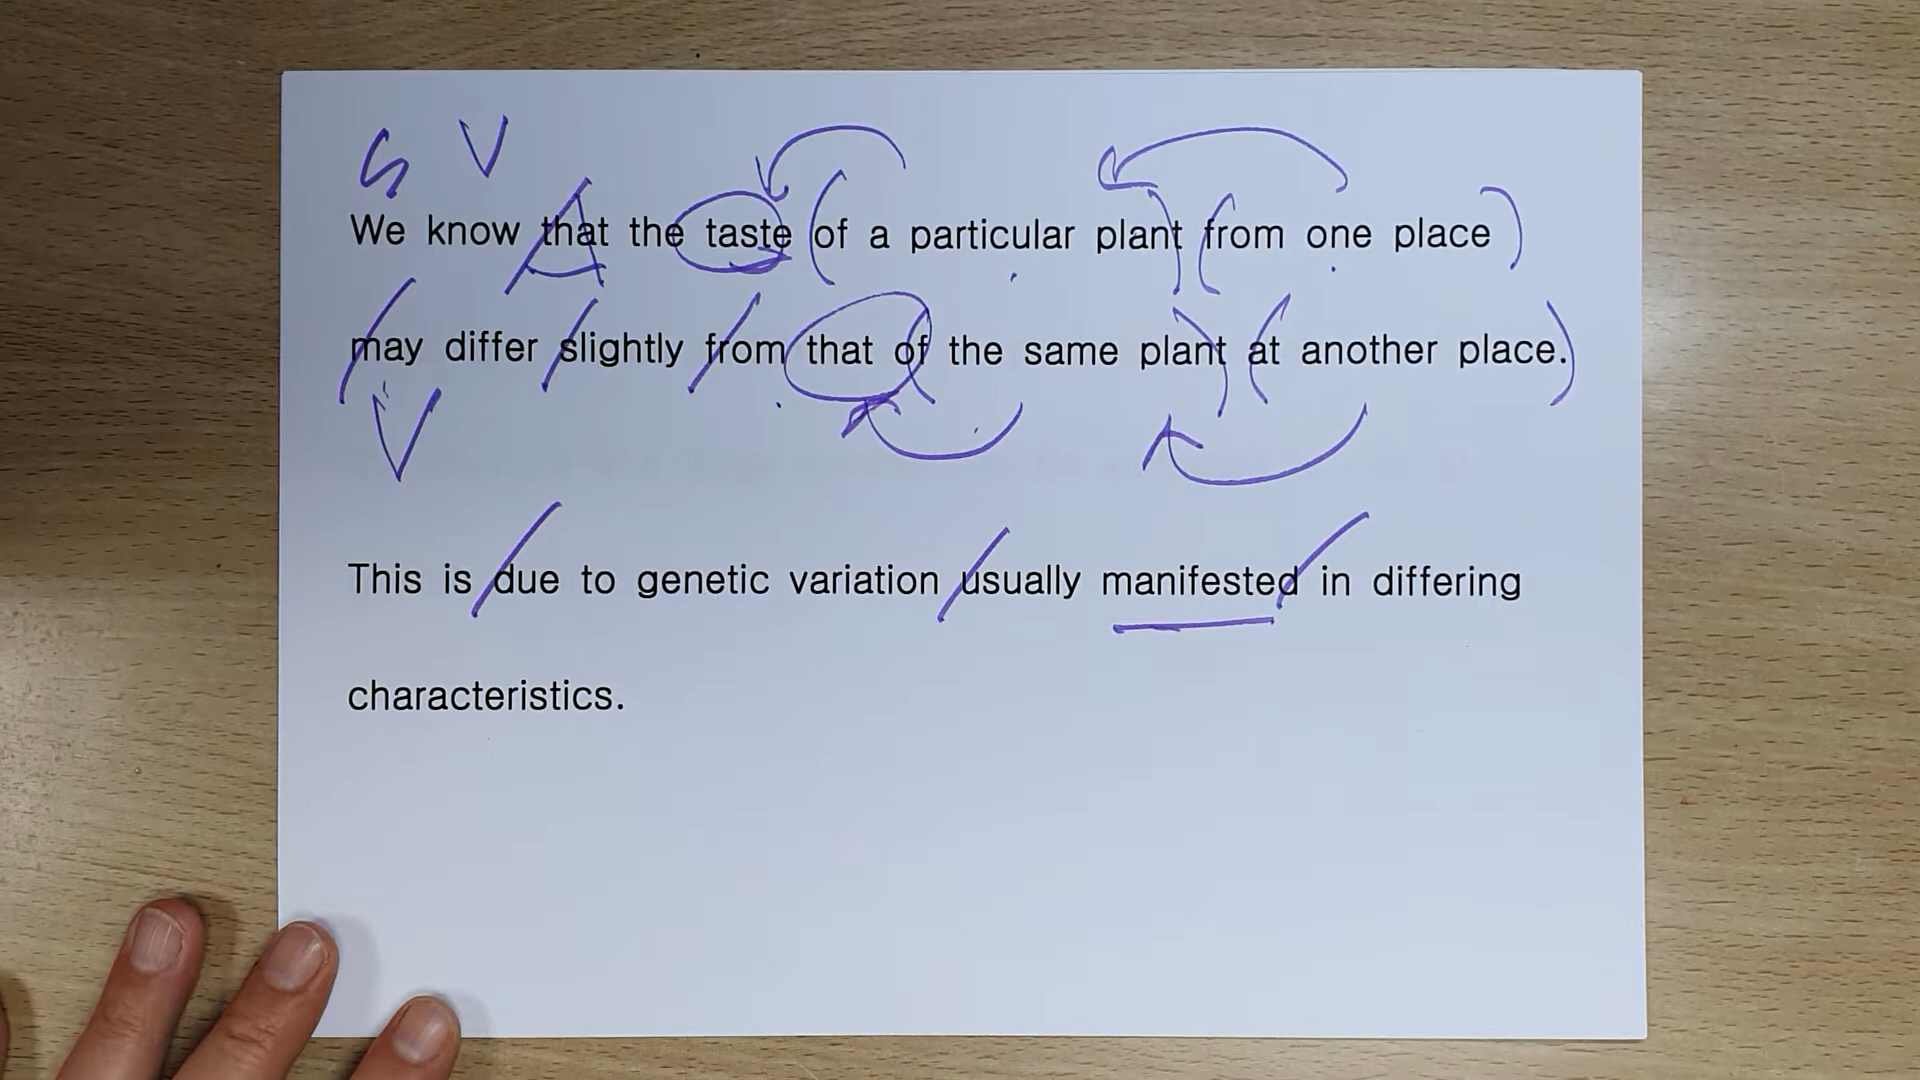 S V
We know that the taste of a particular plant from one place
may differ slightly from that of the same plant at another place.
V
This is due to genetic variation usually manifested in differing
characteristics.